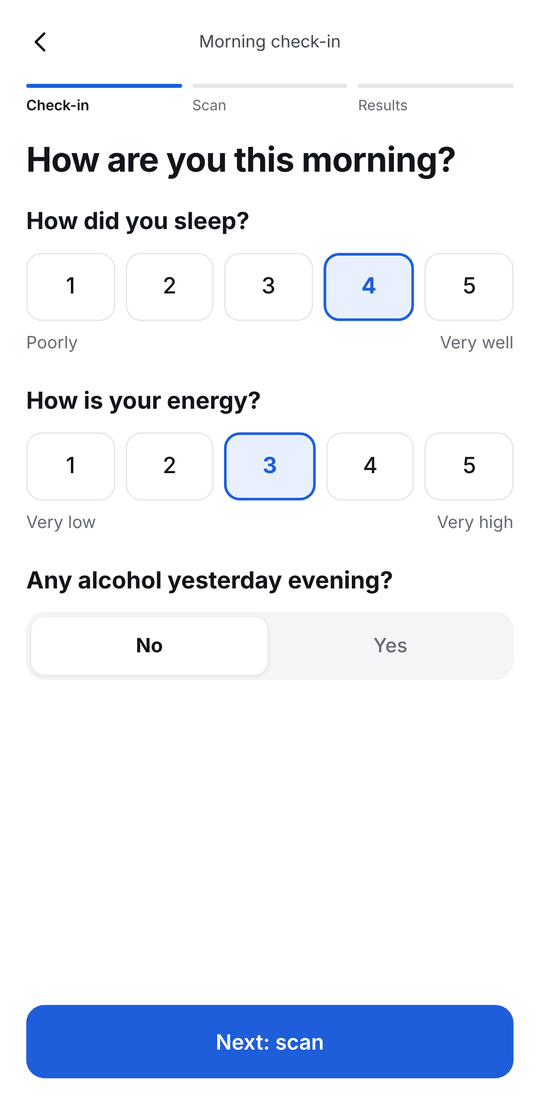 Morning check-in
Check-in Scan Results
How are you this morning?
How did you sleep?
1 2 3 4 5
Poorly Very well
How is your energy?
1 2 3 4 5
Very low Very high
Any alcohol yesterday evening?
No Yes
Next: scan